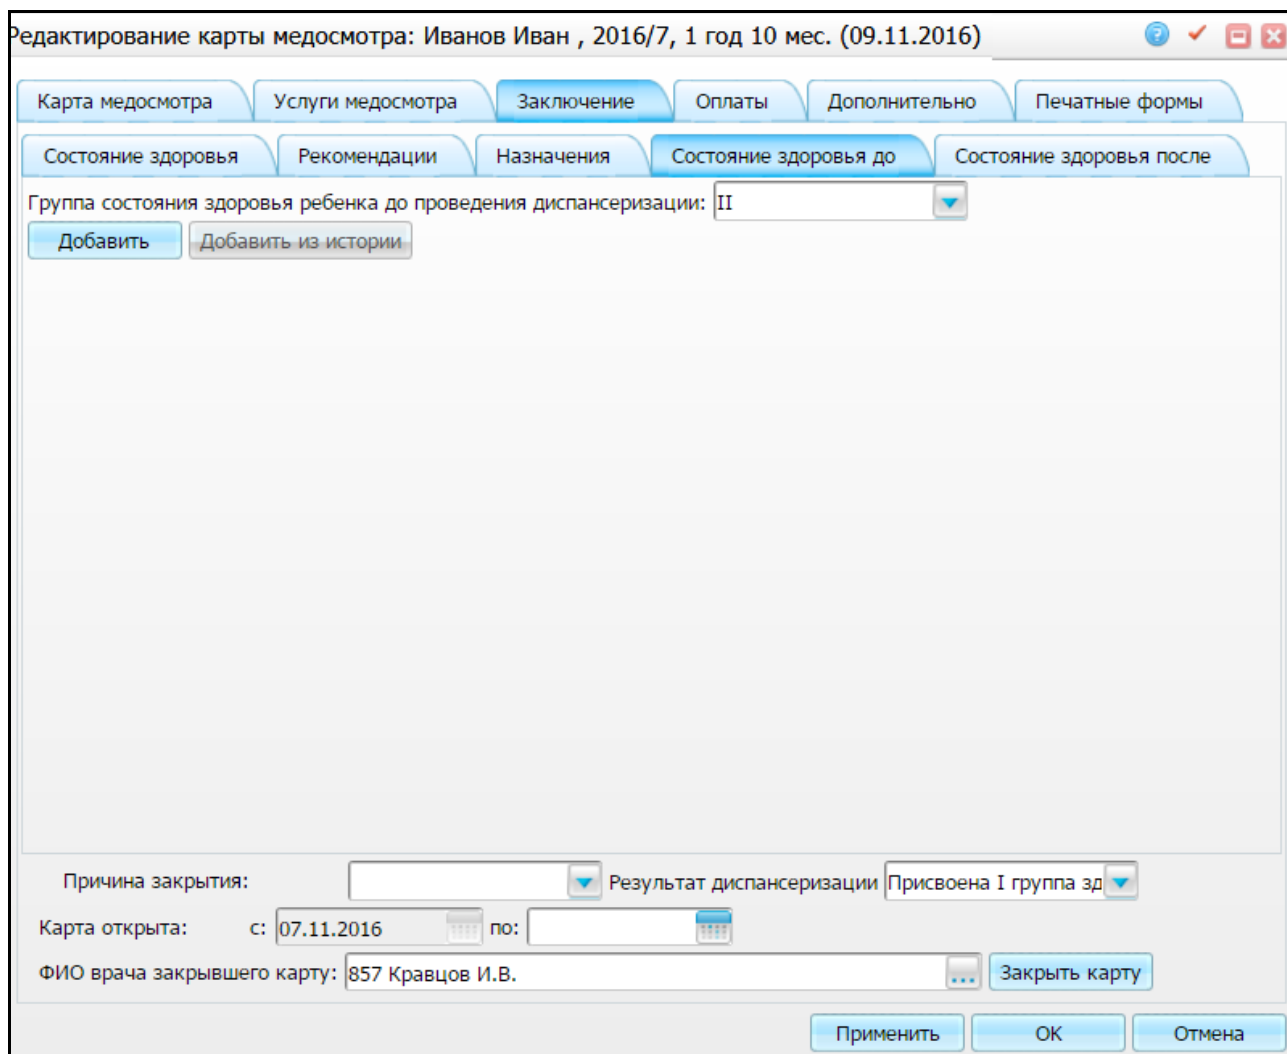 Редактирование карты медосмотра: Иванов Иван , 2016/7, 1 год 10 мес. (09.11.2016)
Карта медосмотра Услуги медосмотра Заключение Оплаты Дополнительно Печатные формы
Состояние здоровья Рекомендации Назначения Состояние здоровья до Состояние здоровья после
Группа состояния здоровья ребенка до проведения диспансеризации: II
Добавить Добавить из истории
Причина закрытия: Результат диспансеризации Присвоена I группа зд
Карта открыта: с: 07.11.2016 по:
ФИО врача закрывшего карту: 857 Кравцов И.В. ... Закрыть карту
Применить OK Отмена